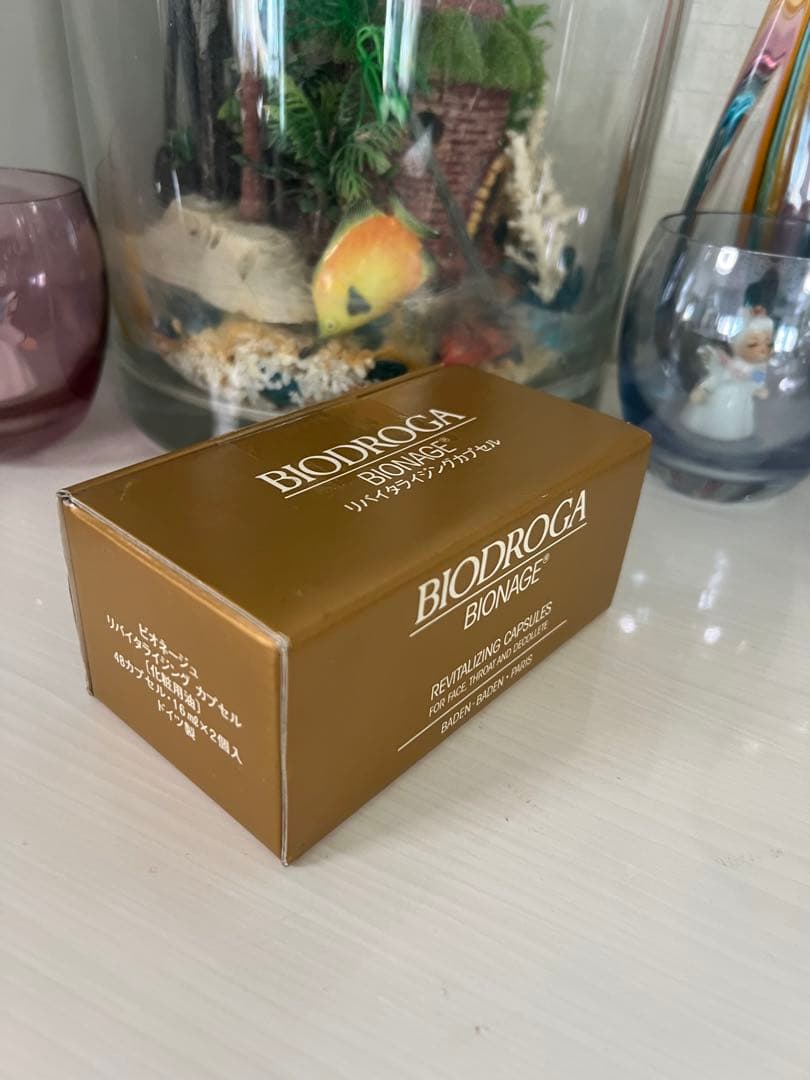 BIODROGA
BIONAGE®
リバイタライジングカプセル
BIODROGA
BIONAGE®
REVITALIZING CAPSULES
FOR FACE, THROAT AND DECOLLETE
BADEN-BADEN · PARIS
ビオネージュ
リバイタライジング カプセル
(化粧用油)
48カプセル・16㎖×2個入
ドイツ製